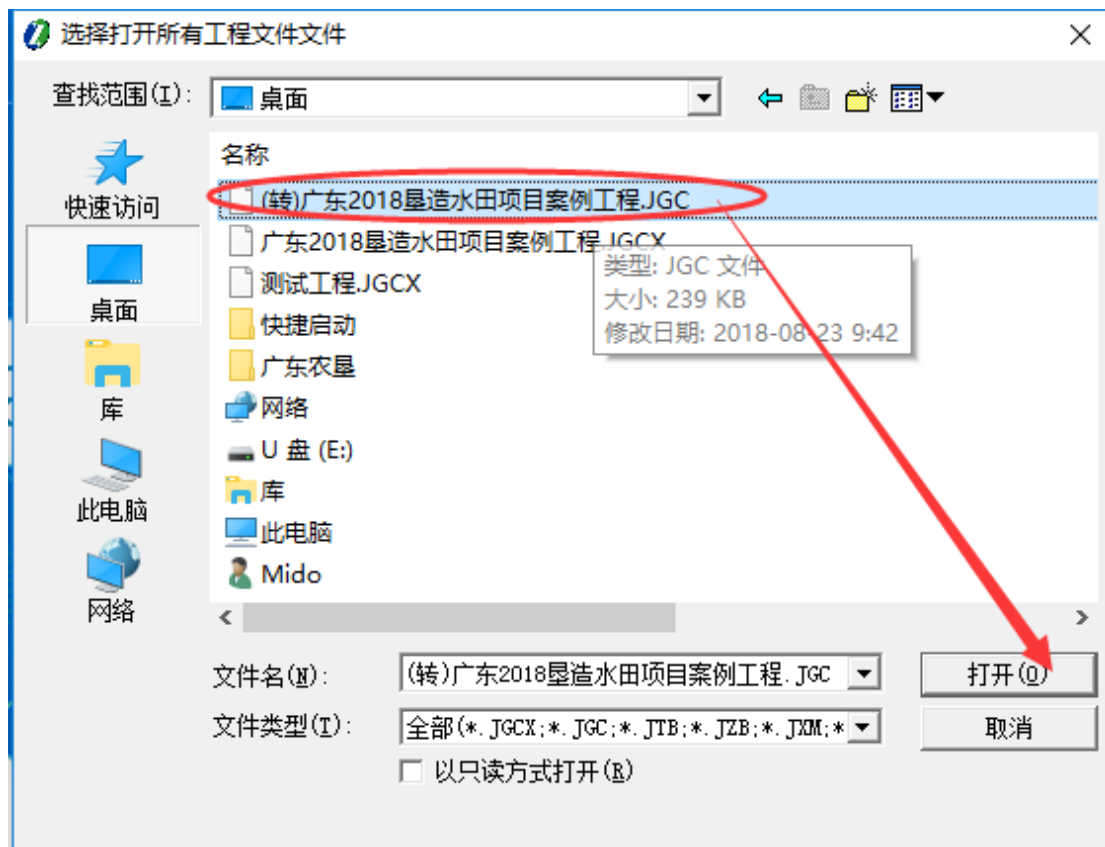 选择打开所有工程文件文件
查找范围(I):
桌面
快速访问
桌面
库
此电脑
网络
名称
(转)广东2018垦造水田项目案例工程.JGC
广东2018垦造水田项目案例工程.JGCX
测试工程.JGCX
快捷启动
广东农垦
网络
U 盘 (E:)
库
此电脑
Mido
类型: JGC 文件
大小: 239 KB
修改日期: 2018-08-23 9:42
文件名(N):
(转)广东2018垦造水田项目案例工程.JGC
打开(O)
文件类型(T):
全部(*.JGCX;*.JGC;*.JTB;*.JZB;*.JXM;*
取消
以只读方式打开(R)